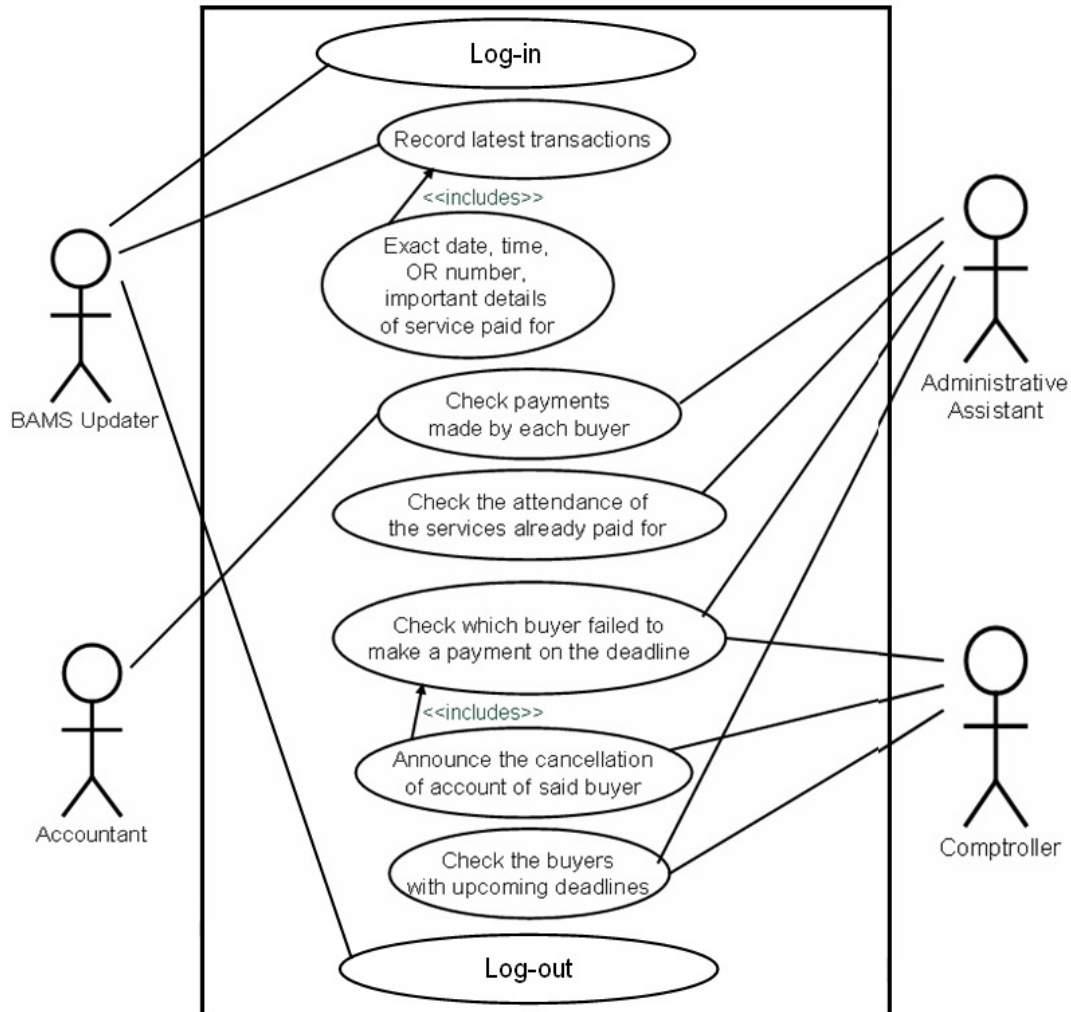 Log-in
Record latest transactions
<<includes>>
Exact date, time,
OR number,
important details
of service paid for
BAMS Updater
Administrative
Assistant
Check payments
made by each buyer
Check the attendance of
the services already paid for
Check which buyer failed to
make a payment on the deadline
<<includes>>
Announce the cancellation
of account of said buyer
Accountant
Comptroller
Check the buyers
with upcoming deadlines
Log-out